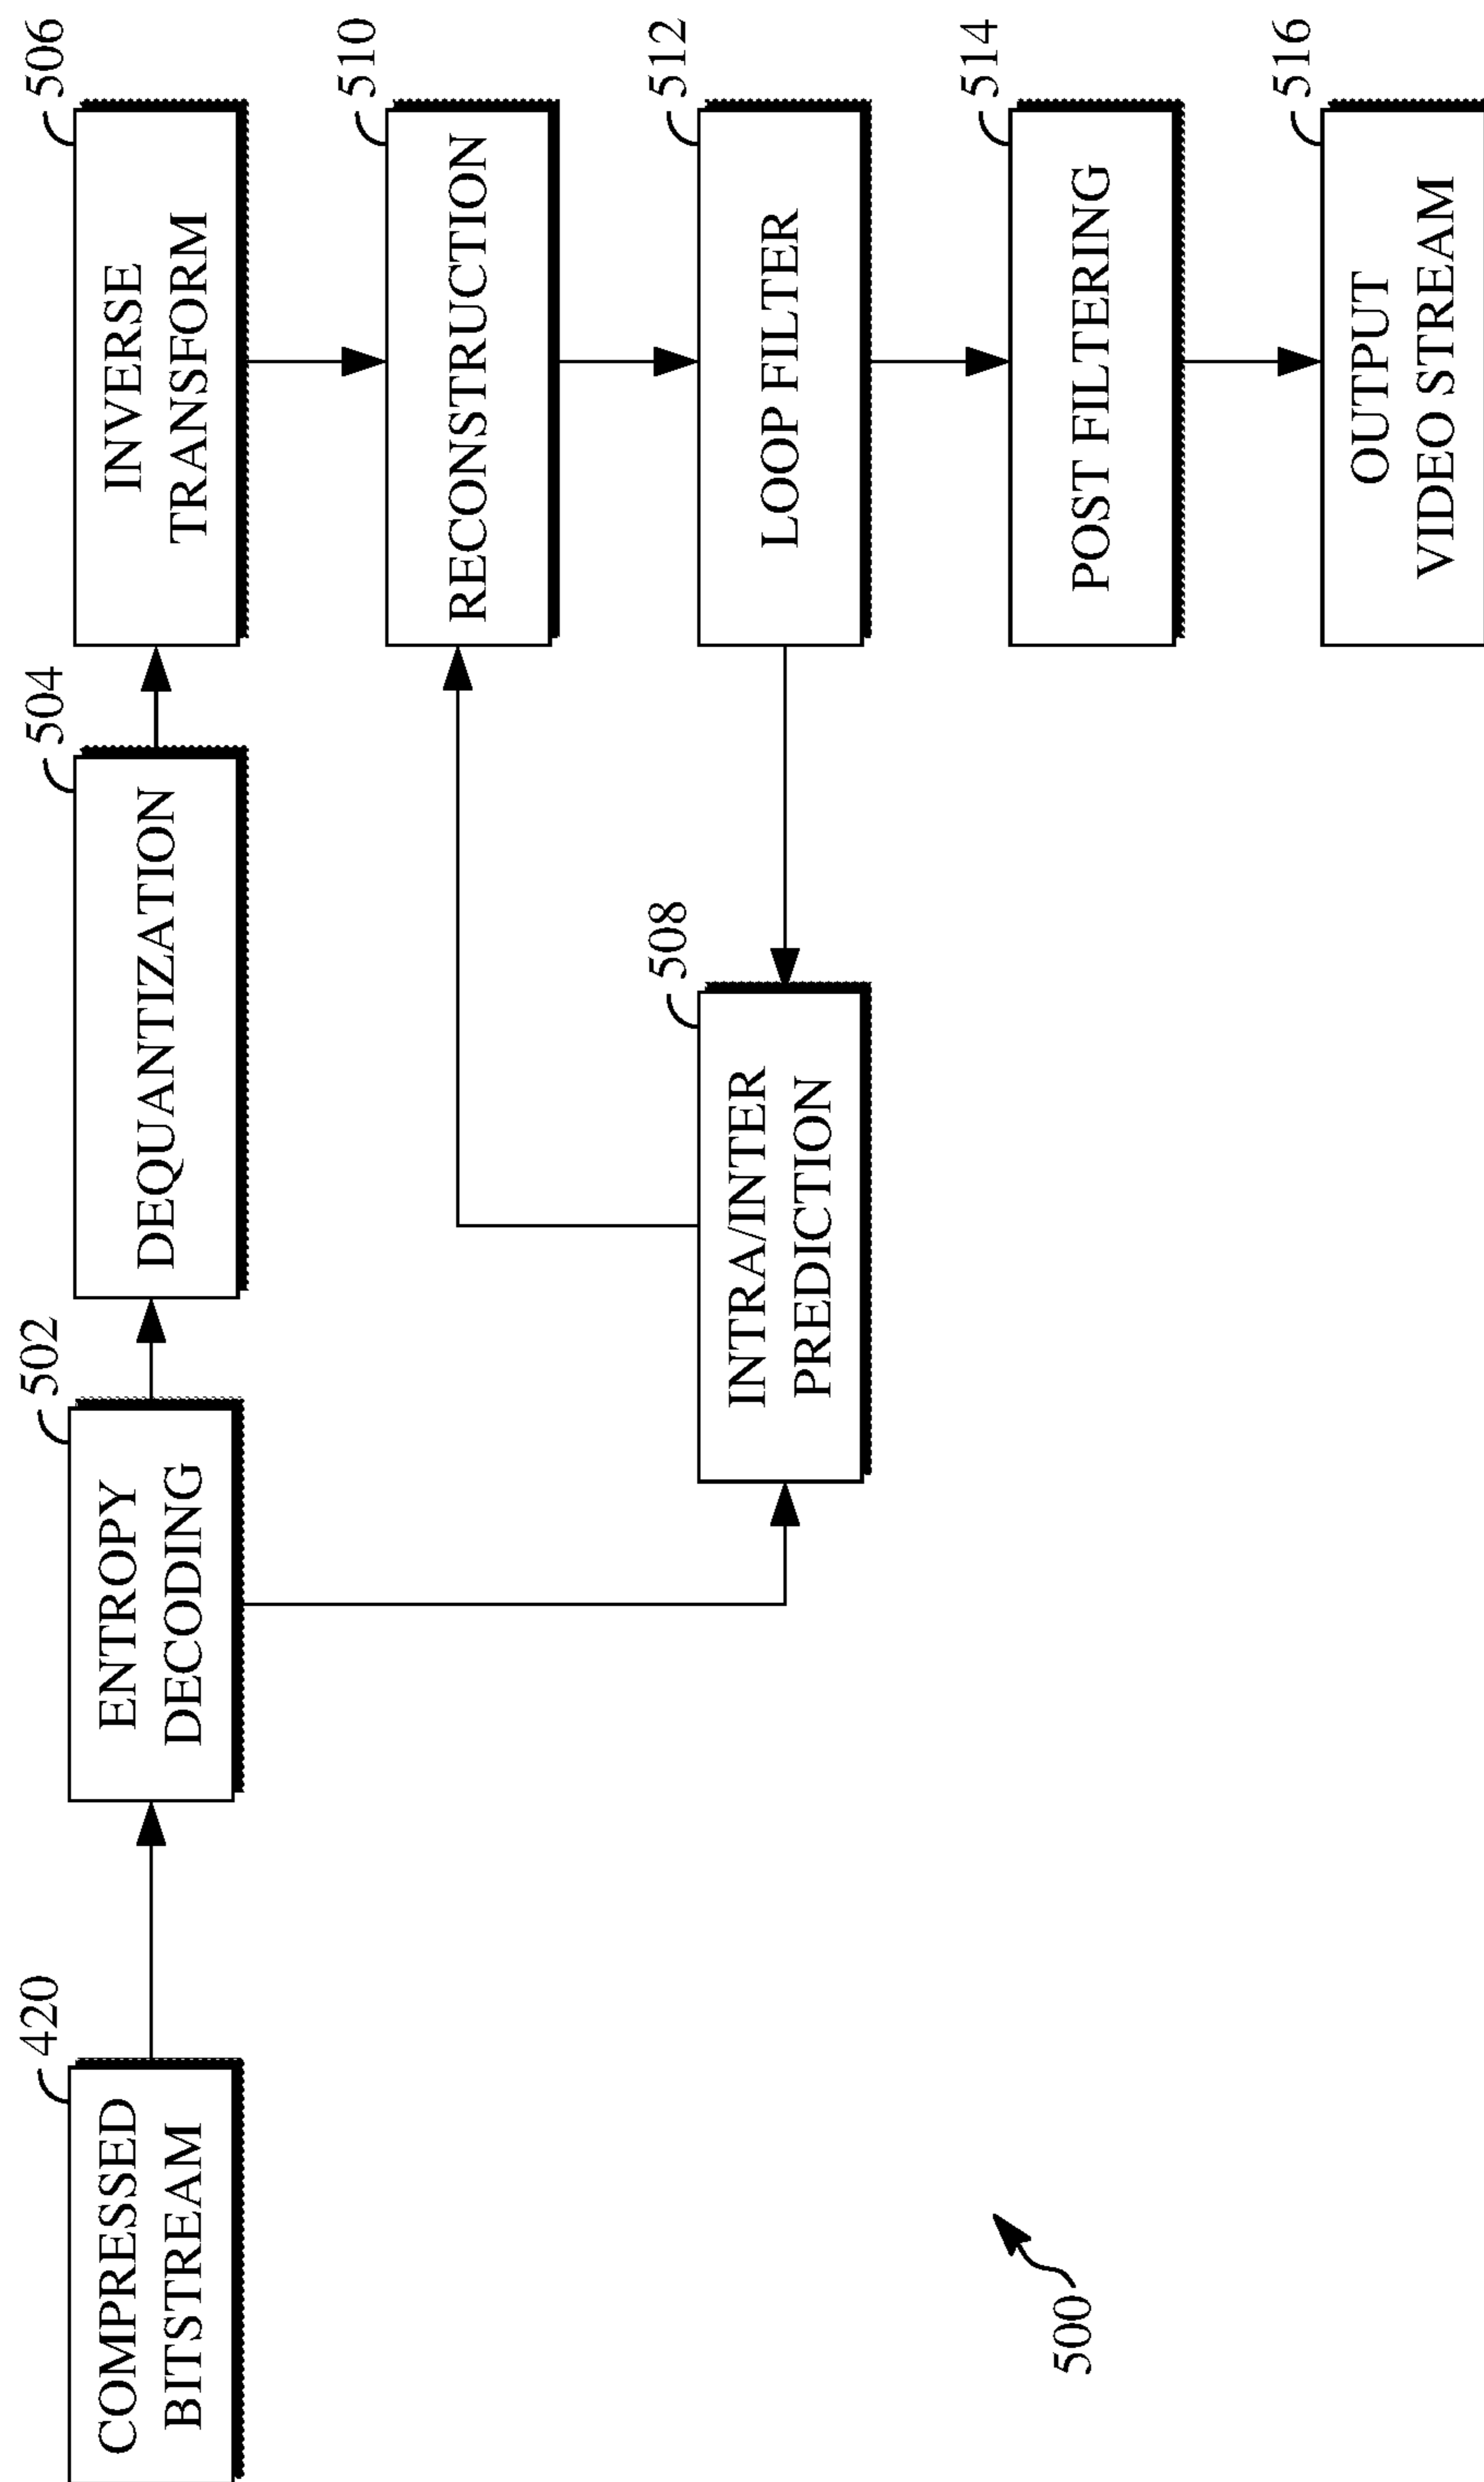 420
COMPRESSED
BITSTREAM
502
ENTROPY
DECODING
504
DEQUANTIZATION
506
INVERSE
TRANSFORM
510
RECONSTRUCTION
508
INTRA/INTER
PREDICTION
512
LOOP FILTER
514
POST FILTERING
516
OUTPUT
VIDEO STREAM
500